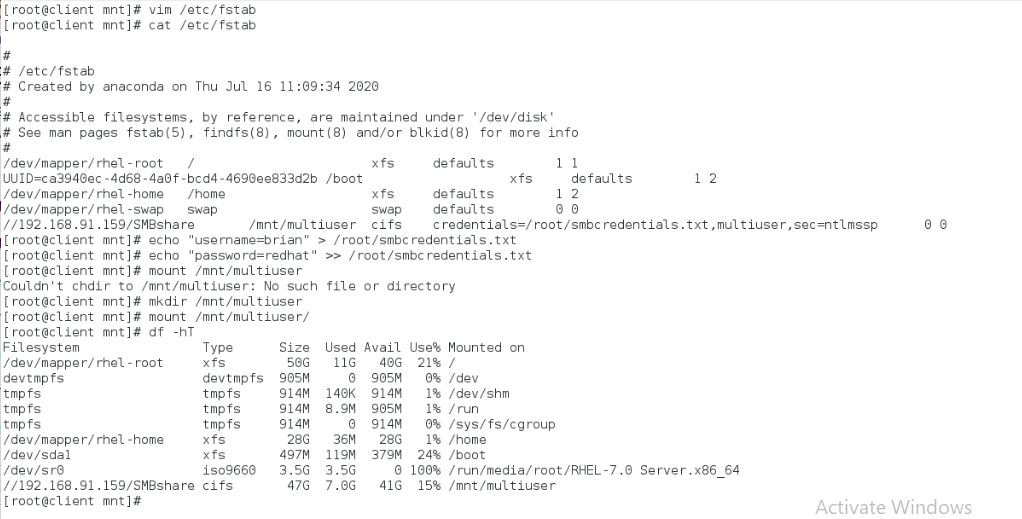 [root@client mnt]# vim /etc/fstab
[root@client mnt]# cat /etc/fstab
#
# /etc/fstab
# Created by anaconda on Thu Jul 16 11:09:34 2020
#
# Accessible filesystems, by reference, are maintained under '/dev/disk'
# See man pages fstab(5), findfs(8), mount(8) and/or blkid(8) for more info
#
/dev/mapper/rhel-root   /                       xfs     defaults        1 1
UUID=ca3940ec-4d68-4a0f-bcd4-4690ee833d2b /boot                   xfs     defaults        1 2
/dev/mapper/rhel-home   /home                   xfs     defaults        1 2
/dev/mapper/rhel-swap   swap                    swap    defaults        0 0
//192.168.91.159/SMBshare       /mnt/multiuser  cifs    credentials=/root/smbcredentials.txt,multiuser,sec=ntlmssp      0 0
[root@client mnt]# echo "username=brian" > /root/smbcredentials.txt
[root@client mnt]# echo "password=redhat" >> /root/smbcredentials.txt
[root@client mnt]# mount /mnt/multiuser
Couldn't chdir to /mnt/multiuser: No such file or directory
[root@client mnt]# mkdir /mnt/multiuser
[root@client mnt]# mount /mnt/multiuser/
[root@client mnt]# df -hT
Filesystem                Type      Size  Used Avail Use% Mounted on
/dev/mapper/rhel-root     xfs        50G   11G   40G  21% /
devtmpfs                  devtmpfs  905M     0  905M   0% /dev
tmpfs                     tmpfs     914M  140K  914M   1% /dev/shm
tmpfs                     tmpfs     914M  8.9M  905M   1% /run
tmpfs                     tmpfs     914M     0  914M   0% /sys/fs/cgroup
/dev/mapper/rhel-home     xfs        28G   36M   28G   1% /home
/dev/sda1                 xfs       497M  119M  379M  24% /boot
/dev/sr0                  iso9660   3.5G  3.5G     0 100% /run/media/root/RHEL-7.0 Server.x86_64
//192.168.91.159/SMBshare cifs       47G  7.0G   41G  15% /mnt/multiuser
[root@client mnt]#
Activate Windows